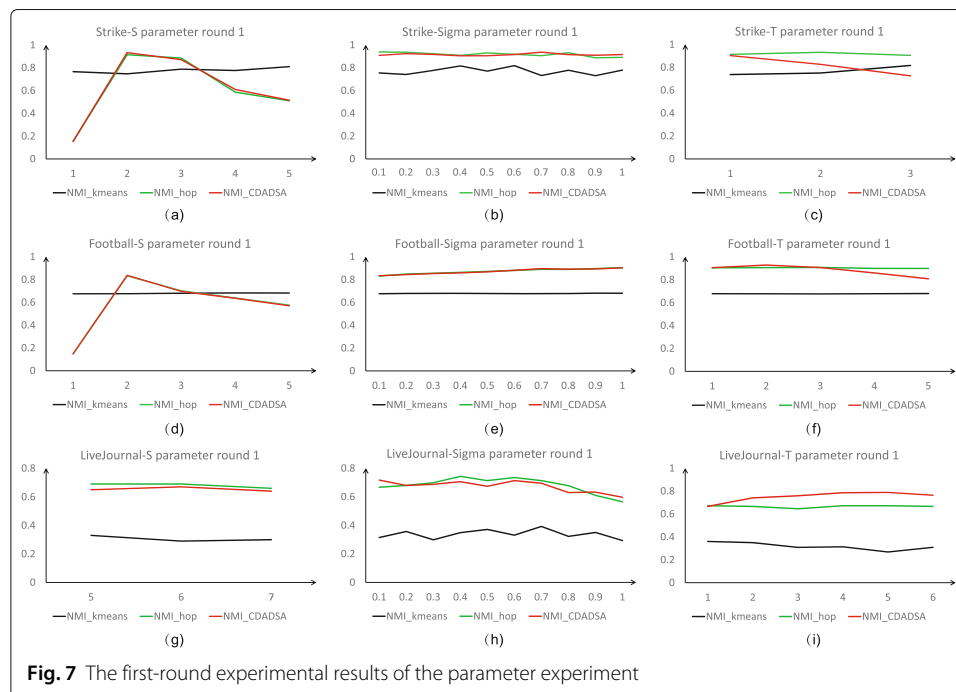 Strike-S parameter round 1
1
0.8
0.6
0.4
0.2
0
1 2 3 4 5
NMI_kmeans NMI_hop NMI_CDADSA
(a)
Strike-Sigma parameter round 1
1
0.8
0.6
0.4
0.2
0
0.1 0.2 0.3 0.4 0.5 0.6 0.7 0.8 0.9 1
NMI_kmeans NMI_hop NMI_CDADSA
(b)
Strike-T parameter round 1
1
0.8
0.6
0.4
0.2
0
1 2 3
NMI_kmeans NMI_hop NMI_CDADSA
(c)
Football-S parameter round 1
1
0.8
0.6
0.4
0.2
0
1 2 3 4 5
NMI_kmeans NMI_hop NMI_CDADSA
(d)
Football-Sigma parameter round 1
1
0.8
0.6
0.4
0.2
0
0.1 0.2 0.3 0.4 0.5 0.6 0.7 0.8 0.9 1
NMI_kmeans NMI_hop NMI_CDADSA
(e)
Football-T parameter round 1
1
0.8
0.6
0.4
0.2
0
1 2 3 4 5
NMI_kmeans NMI_hop NMI_CDADSA
(f)
LiveJournal-S parameter round 1
0.8
0.6
0.4
0.2
0
5 6 7
NMI_kmeans NMI_hop NMI_CDADSA
(g)
LiveJournal-Sigma parameter round 1
0.8
0.6
0.4
0.2
0
0.1 0.2 0.3 0.4 0.5 0.6 0.7 0.8 0.9 1
NMI_kmeans NMI_hop NMI_CDADSA
(h)
LiveJournal-T parameter round 1
1
0.8
0.6
0.4
0.2
0
1 2 3 4 5 6
NMI_kmeans NMI_hop NMI_CDADSA
(i)
Fig. 7 The first-round experimental results of the parameter experiment